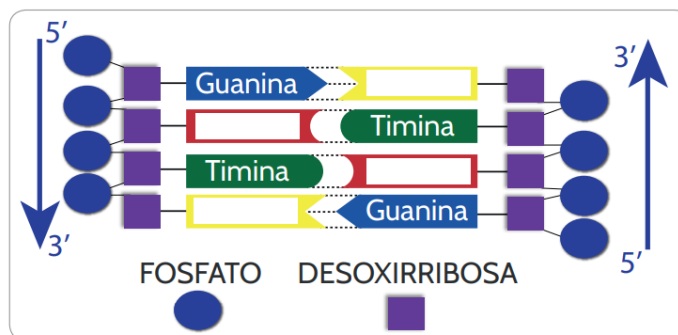 5’
3’
Guanina
Timina
Timina
Guanina
3’
5’
FOSFATO DESOXIRRIBOSA